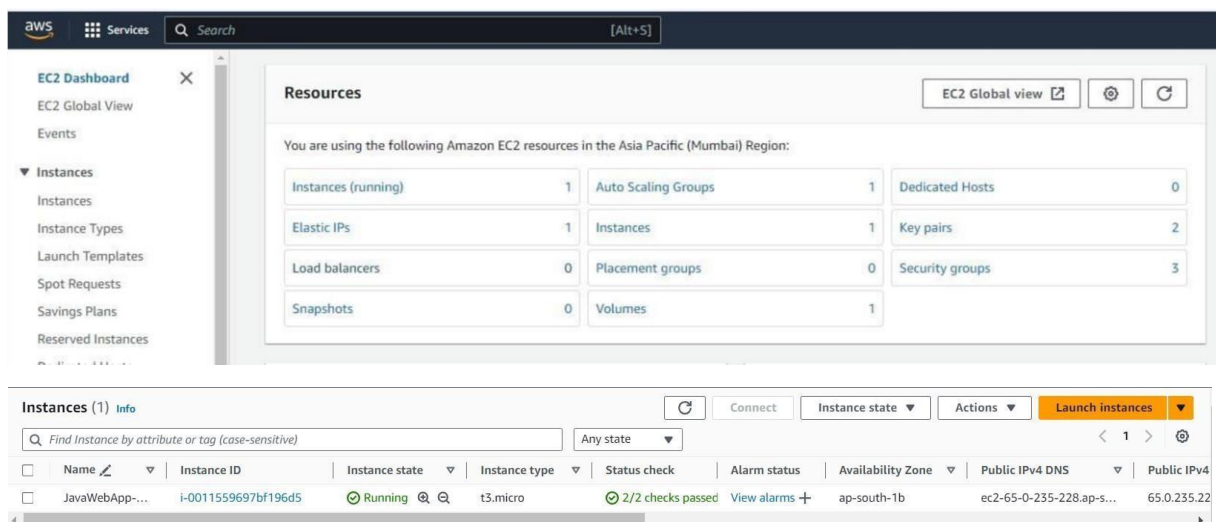 aws Services Search [Alt+S]
EC2 Dashboard
EC2 Global View
Events
Instances
Instances
Instance Types
Launch Templates
Spot Requests
Savings Plans
Reserved Instances
Resources
EC2 Global view
You are using the following Amazon EC2 resources in the Asia Pacific (Mumbai) Region:
Instances (running) 1 Auto Scaling Groups 1 Dedicated Hosts 0
Elastic IPs 1 Instances 1 Key pairs 2
Load balancers 0 Placement groups 0 Security groups 3
Snapshots 0 Volumes 1
Instances (1) Info Connect Instance state Actions Launch instances
Find Instance by attribute or tag (case-sensitive) Any state 1
Name Instance ID Instance state Instance type Status check Alarm status Availability Zone Public IPv4 DNS Public IPv4
JavaWebApp-... i-0011559697bf196d5 Running t3.micro 2/2 checks passed View alarms + ap-south-1b ec2-65-0-235-228.ap-s... 65.0.235.22